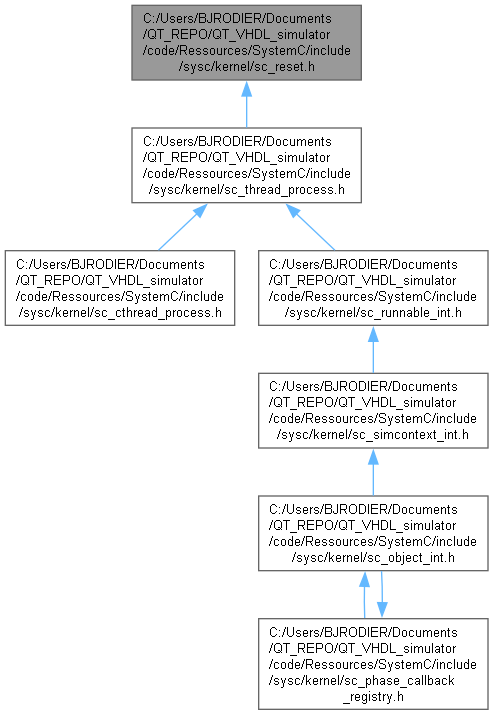 C:/Users/BJRODIER/Documents
/QT_REPO/QT_VHDL_simulator
/code/Ressources/SystemC/include
/sysc/kernel/sc_reset.h
C:/Users/BJRODIER/Documents
/QT_REPO/QT_VHDL_simulator
/code/Ressources/SystemC/include
/sysc/kernel/sc_thread_process.h
C:/Users/BJRODIER/Documents
/QT_REPO/QT_VHDL_simulator
/code/Ressources/SystemC/include
/sysc/kernel/sc_cthread_process.h
C:/Users/BJRODIER/Documents
/QT_REPO/QT_VHDL_simulator
/code/Ressources/SystemC/include
/sysc/kernel/sc_runnable_int.h
C:/Users/BJRODIER/Documents
/QT_REPO/QT_VHDL_simulator
/code/Ressources/SystemC/include
/sysc/kernel/sc_simcontext_int.h
C:/Users/BJRODIER/Documents
/QT_REPO/QT_VHDL_simulator
/code/Ressources/SystemC/include
/sysc/kernel/sc_object_int.h
C:/Users/BJRODIER/Documents
/QT_REPO/QT_VHDL_simulator
/code/Ressources/SystemC/include
/sysc/kernel/sc_phase_callback
_registry.h